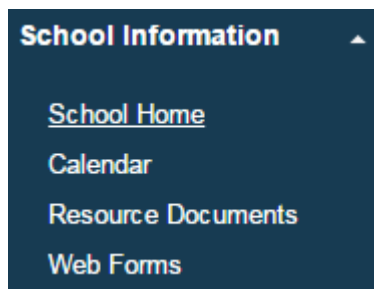 School Information
School Home
Calendar
Resource Documents
Web Forms